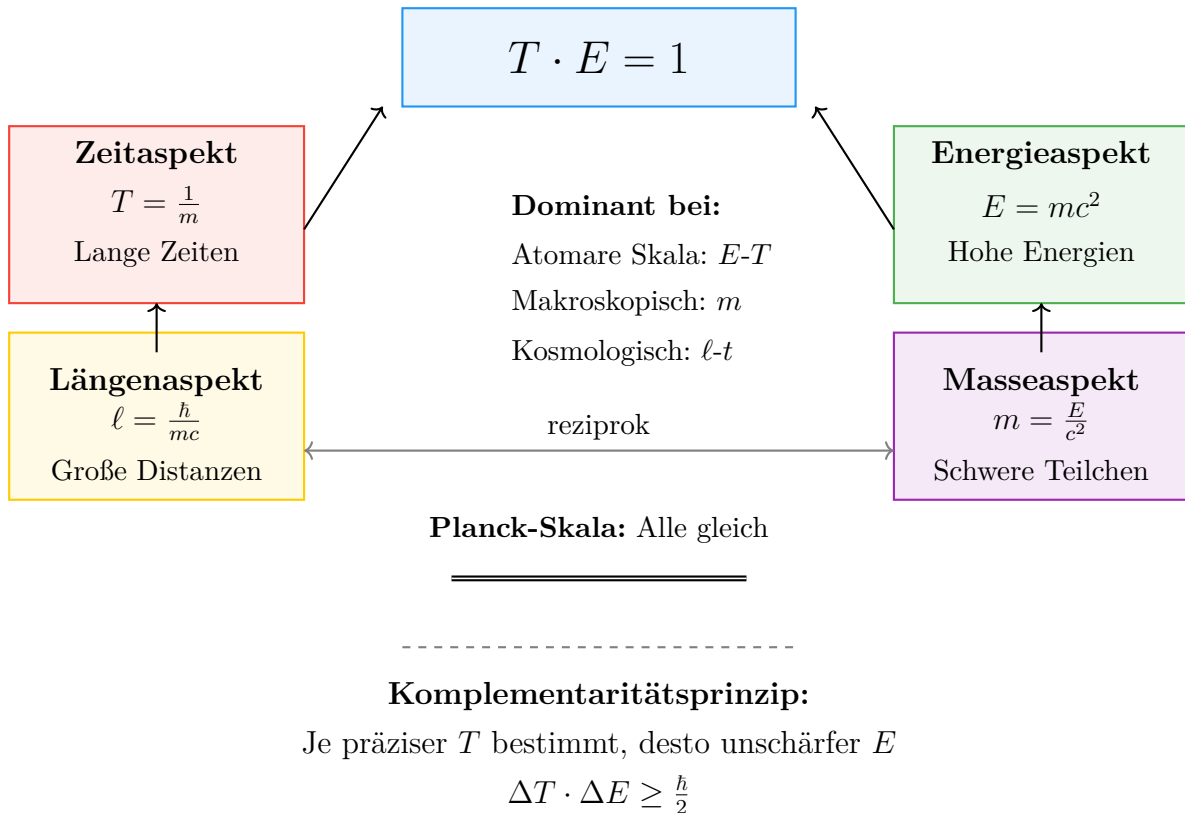 T · E = 1
Zeitaspekt
T = 1/m
Lange Zeiten
Energieaspekt
E = mc²
Hohe Energien
Dominant bei:
Atomare Skala: E-T
Makroskopisch: m
Kosmologisch: ℓ-t
Längenaspekt
ℓ = ħ/mc
Große Distanzen
reziprok
Masseaspekt
m = E/c²
Schwere Teilchen
Planck-Skala: Alle gleich
Komplementaritätsprinzip:
Je präziser T bestimmt, desto unschärfer E
ΔT · ΔE ≥ ħ/2